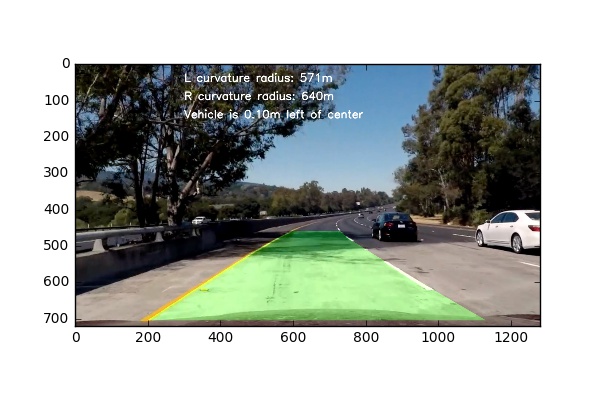 L curvature radius: 571m
R curvature radius: 640m
Vehicle is 0.10m left of center
0
100
200
300
400
500
600
700
0 200 400 600 800 1000 1200